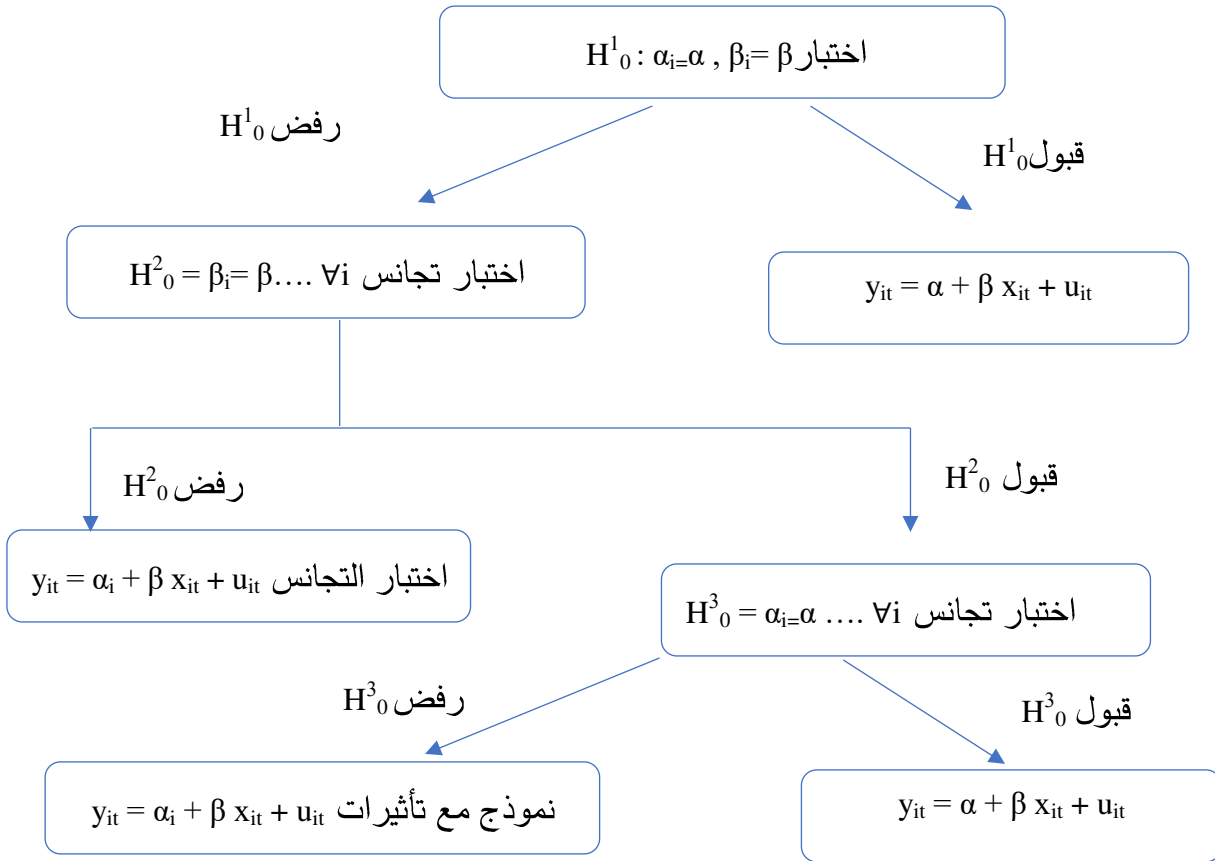 اختبار H¹₀ : αᵢ₌α , βᵢ= β
رفض H¹₀
قبول H¹₀
اختبار تجانس H²₀ = βᵢ= β…. ∀i
yᵢₜ = α + β xᵢₜ + uᵢₜ
رفض H²₀
قبول H²₀
اختبار التجانس yᵢₜ = αᵢ + β xᵢₜ + uᵢₜ
اختبار تجانس H³₀ = αᵢ₌α …. ∀i
رفض H³₀
قبول H³₀
نموذج مع تأثيرات yᵢₜ = αᵢ + β xᵢₜ + uᵢₜ
yᵢₜ = α + β xᵢₜ + uᵢₜ